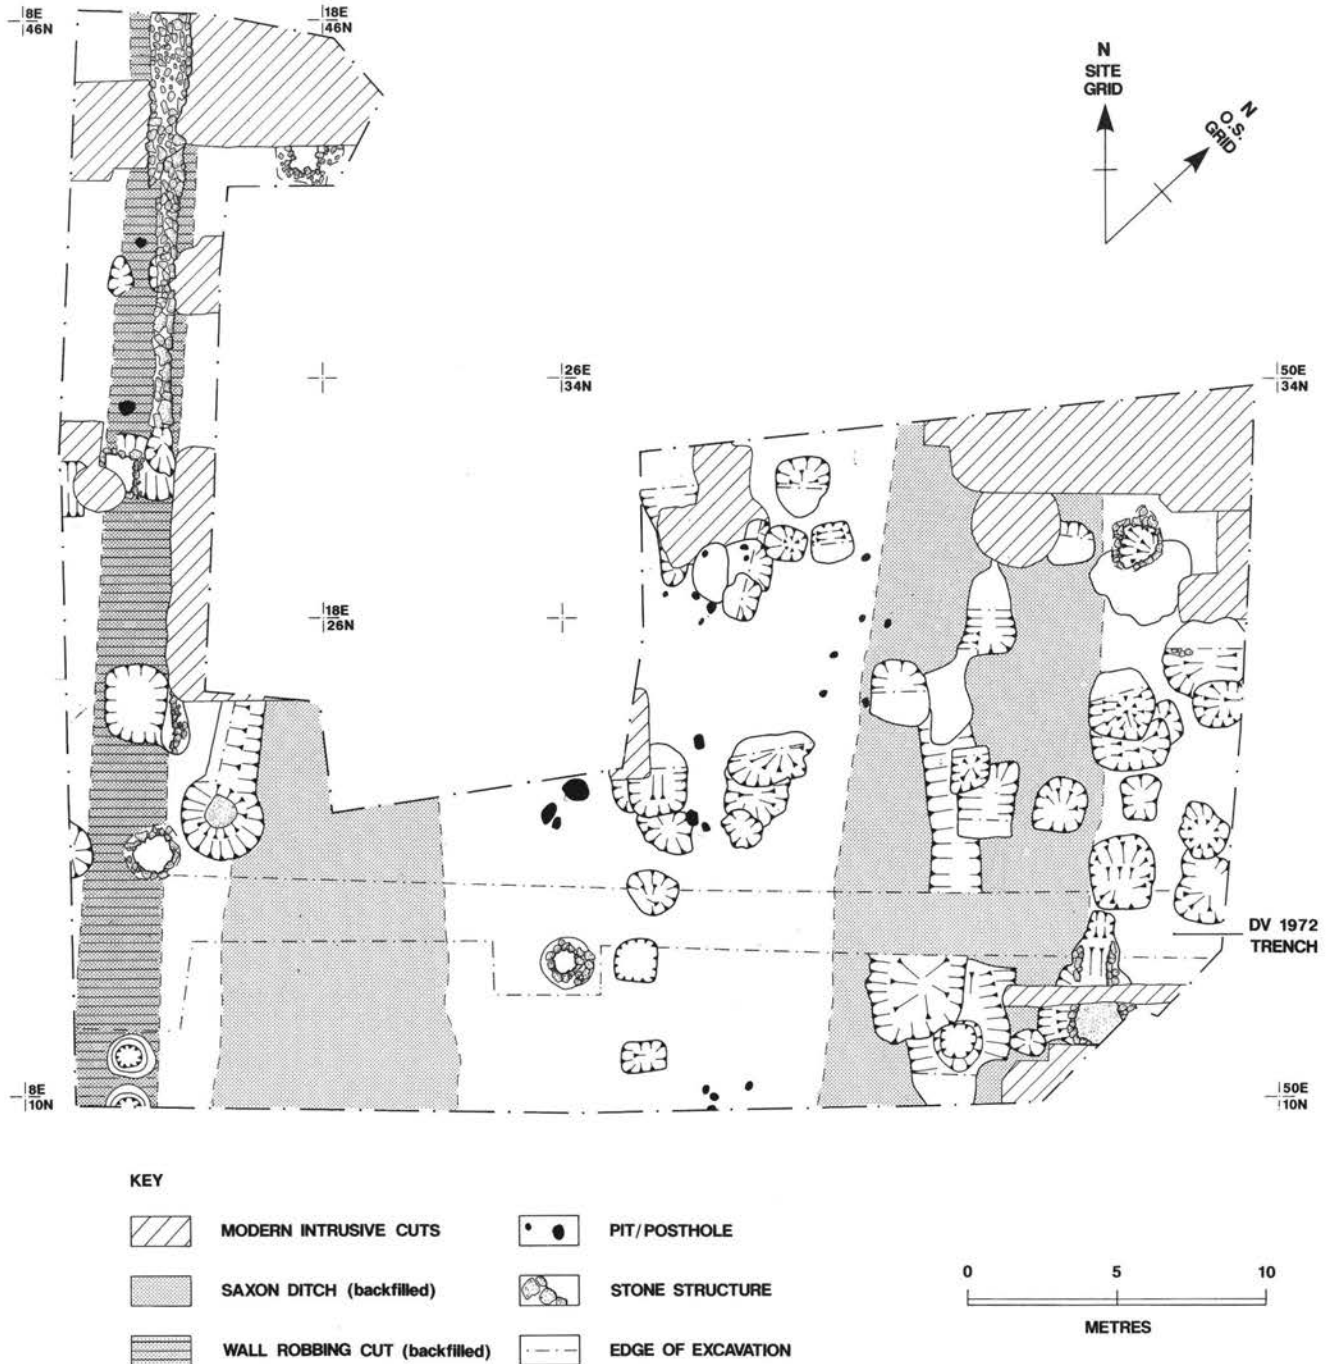 8E
46N
18E
46N
N
SITE
GRID
N
O.S.
GRID
26E
34N
50E
34N
18E
26N
DV 1972
TRENCH
8E
10N
50E
10N
KEY
MODERN INTRUSIVE CUTS
SAXON DITCH (backfilled)
WALL ROBBING CUT (backfilled)
PIT/POSTHOLE
STONE STRUCTURE
EDGE OF EXCAVATION
0 5 10
METRES